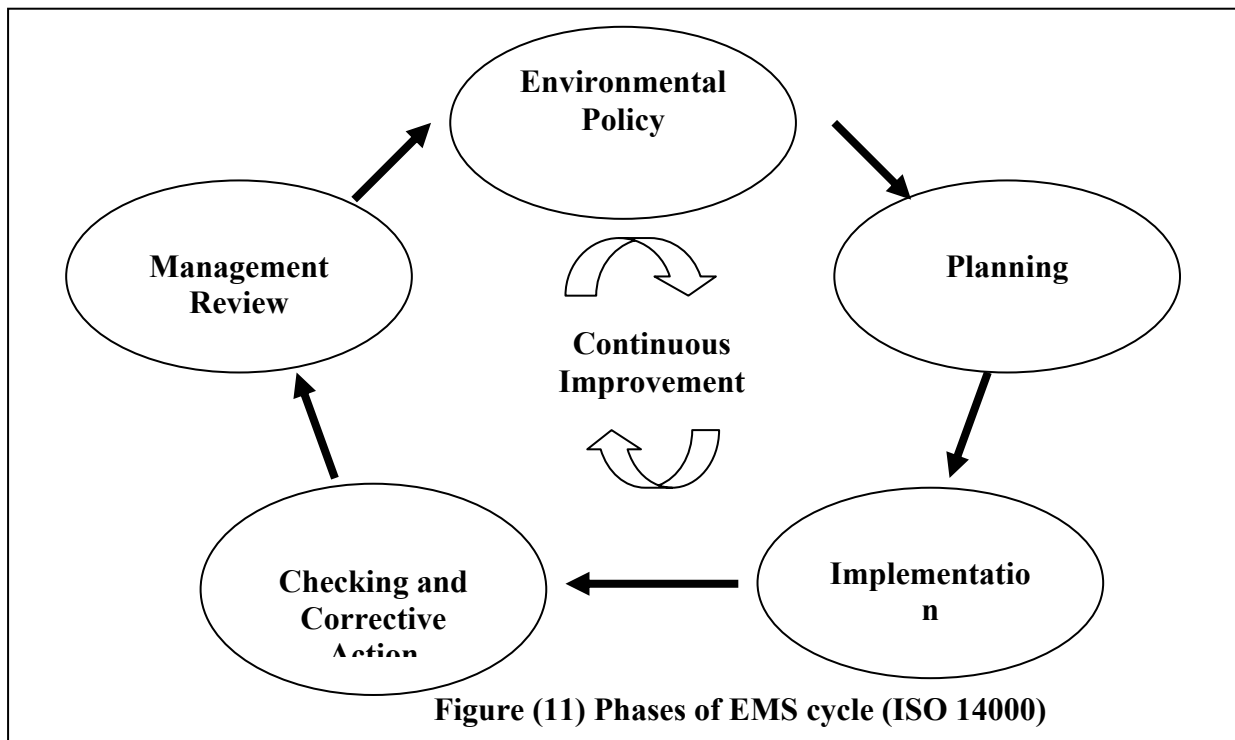 Environmental
Policy
Planning
Implementatio
n
Checking and
Corrective
Action
Management
Review
Continuous
Improvement
Figure (11) Phases of EMS cycle (ISO 14000)